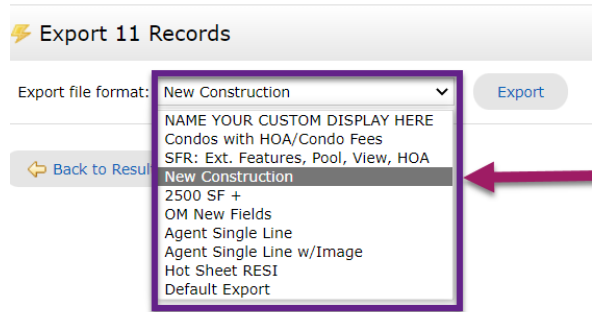 Export 11 Records
Export file format: New Construction Export
NAME YOUR CUSTOM DISPLAY HERE
Condos with HOA/Condo Fees
SFR: Ext. Features, Pool, View, HOA
New Construction
2500 SF +
OM New Fields
Agent Single Line
Agent Single Line w/Image
Hot Sheet RESI
Default Export
Back to Resul